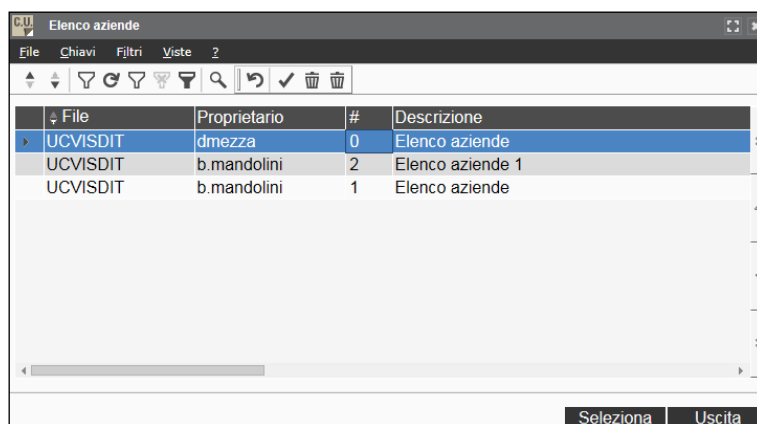 C.U. Elenco aziende
File Chiavi Filtri Viste ?
File Proprietario # Descrizione
UCVISDIT dmezza 0 Elenco aziende
UCVISDIT b.mandolini 2 Elenco aziende 1
UCVISDIT b.mandolini 1 Elenco aziende
Seleziona Uscita